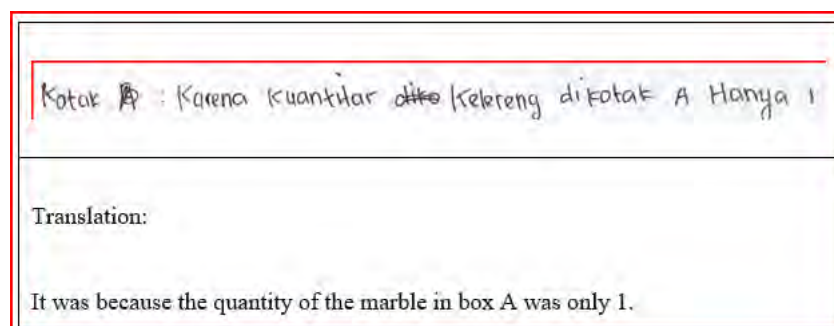 Kotak A : Karena Kuantitar Kelereng dikotak A Hanya 1
Translation:
It was because the quantity of the marble in box A was only 1.